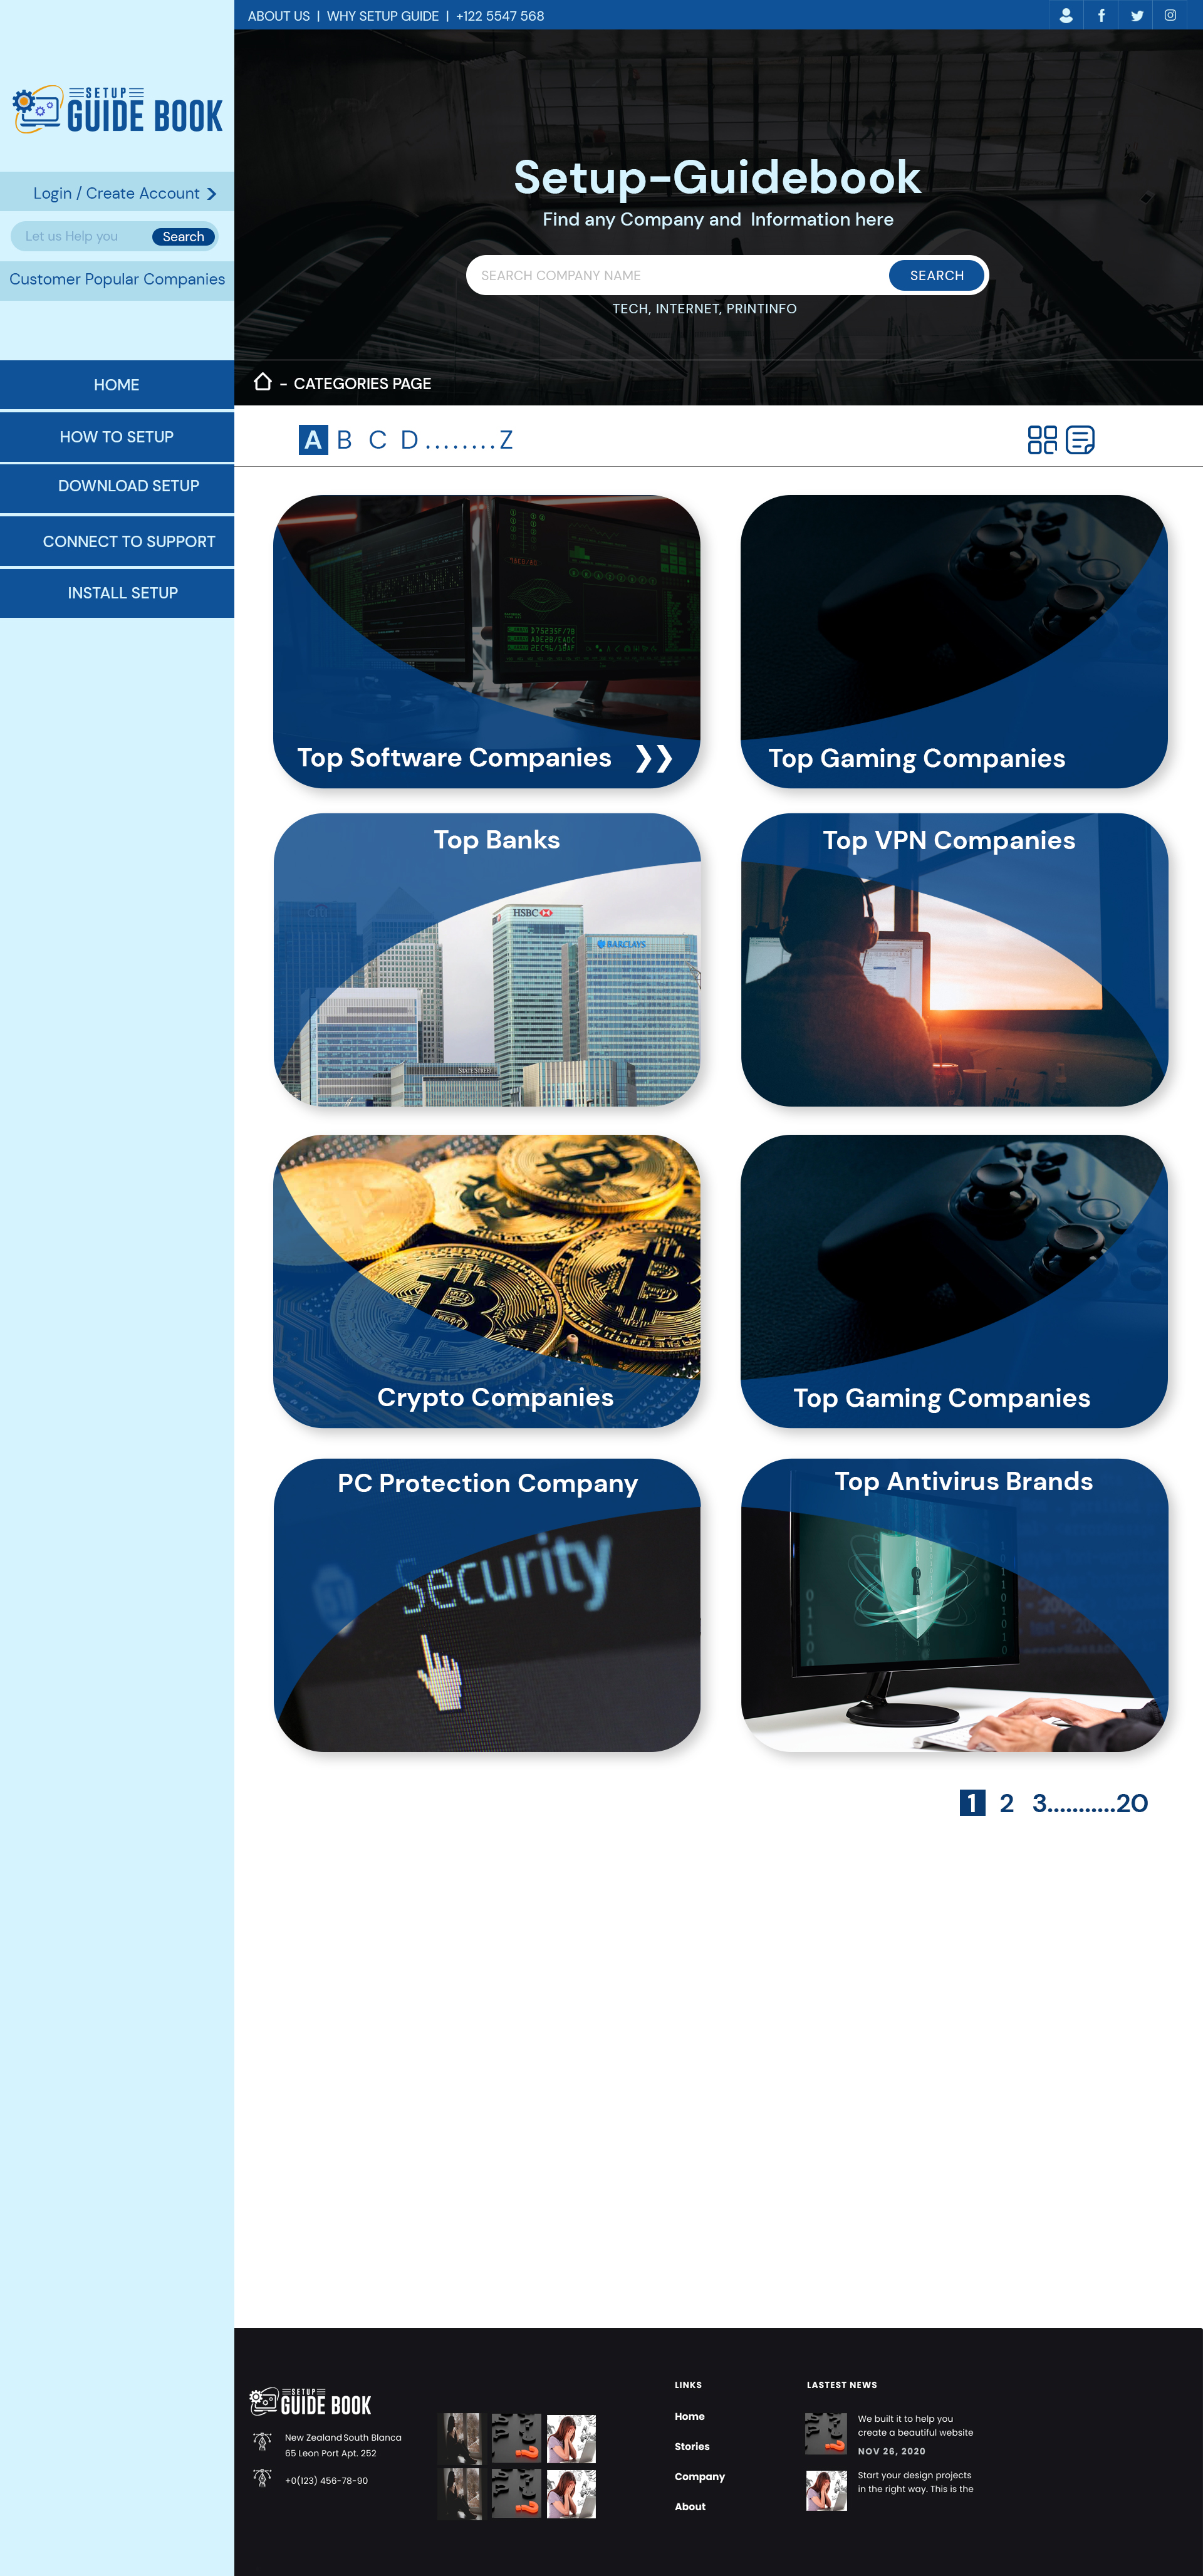 ABOUT US | WHY SETUP GUIDE | +122 5547 568
SETUP
GUIDE BOOK
Login / Create Account
Let us Help you
Search
Customer Popular Companies
HOME
HOW TO SETUP
DOWNLOAD SETUP
CONNECT TO SUPPORT
INSTALL SETUP
Setup-Guidebook
Find any Company and Information here
SEARCH COMPANY NAME
SEARCH
TECH, INTERNET, PRINTINFO
- CATEGORIES PAGE
A B C D ........ Z
Top Software Companies
Top Gaming Companies
Top Banks
citi
HSBC
BARCLAYS
STATE STREET
Top VPN Companies
Crypto Companies
Top Gaming Companies
PC Protection Company
Security
Top Antivirus Brands
1 2 3...........20
SETUP
GUIDE BOOK
New Zealand South Blanca
65 Leon Port Apt. 252
+0(123) 456-78-90
LINKS
Home
Stories
Company
About
LASTEST NEWS
We built it to help you
create a beautiful website
NOV 26, 2020
Start your design projects
in the right way. This is the